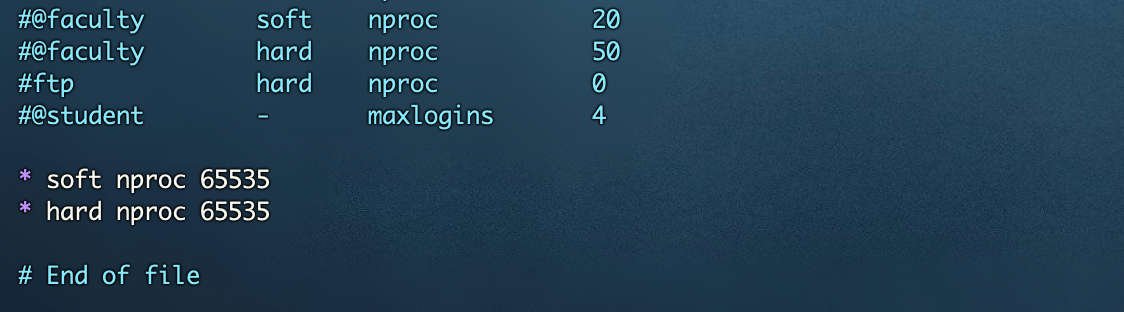 #@faculty        soft    nproc           20
#@faculty        hard    nproc           50
#ftp             hard    nproc           0
#@student        -       maxlogins       4
* soft nproc 65535
* hard nproc 65535
# End of file